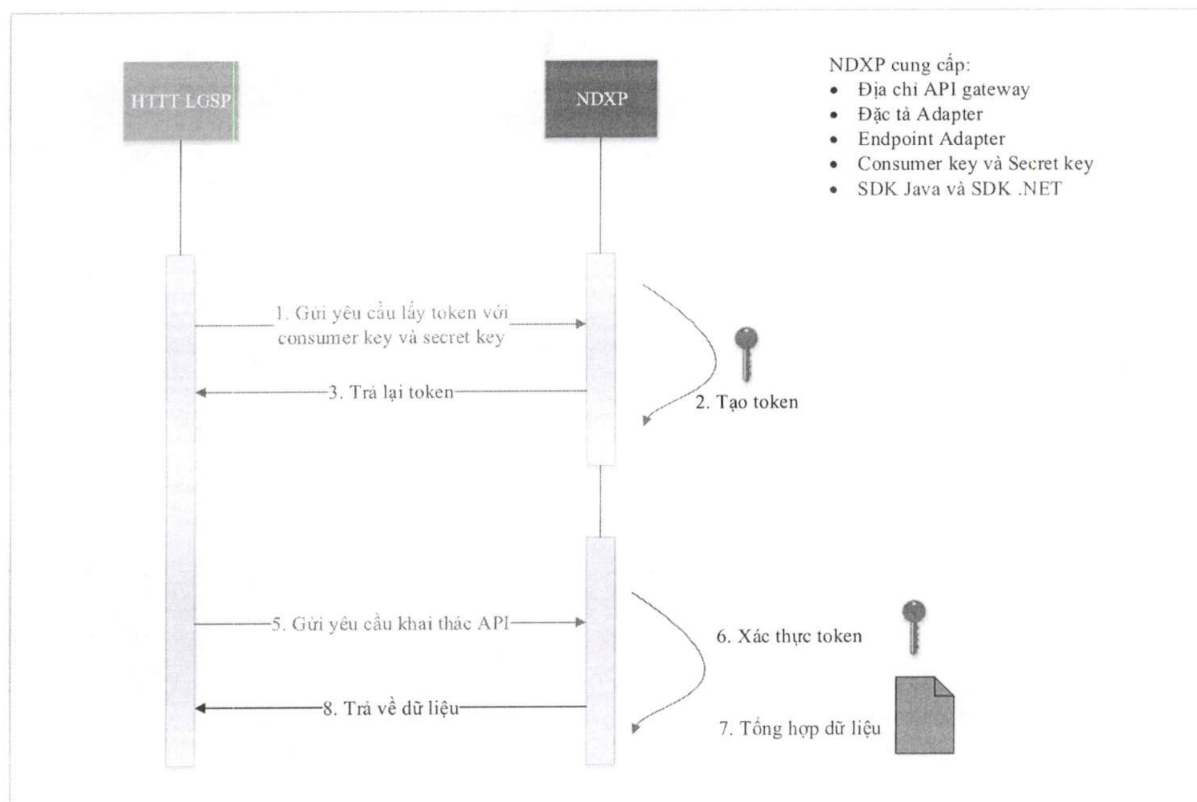 HTTT LGSP
NDXP
NDXP cung cấp:
• Địa chỉ API gateway
• Đặc tả Adapter
• Endpoint Adapter
• Consumer key và Secret key
• SDK Java và SDK .NET
1. Gửi yêu cầu lấy token với
consumer key và secret key
3. Trả lại token
2. Tạo token
5. Gửi yêu cầu khai thác API
6. Xác thực token
8. Trả về dữ liệu
7. Tổng hợp dữ liệu